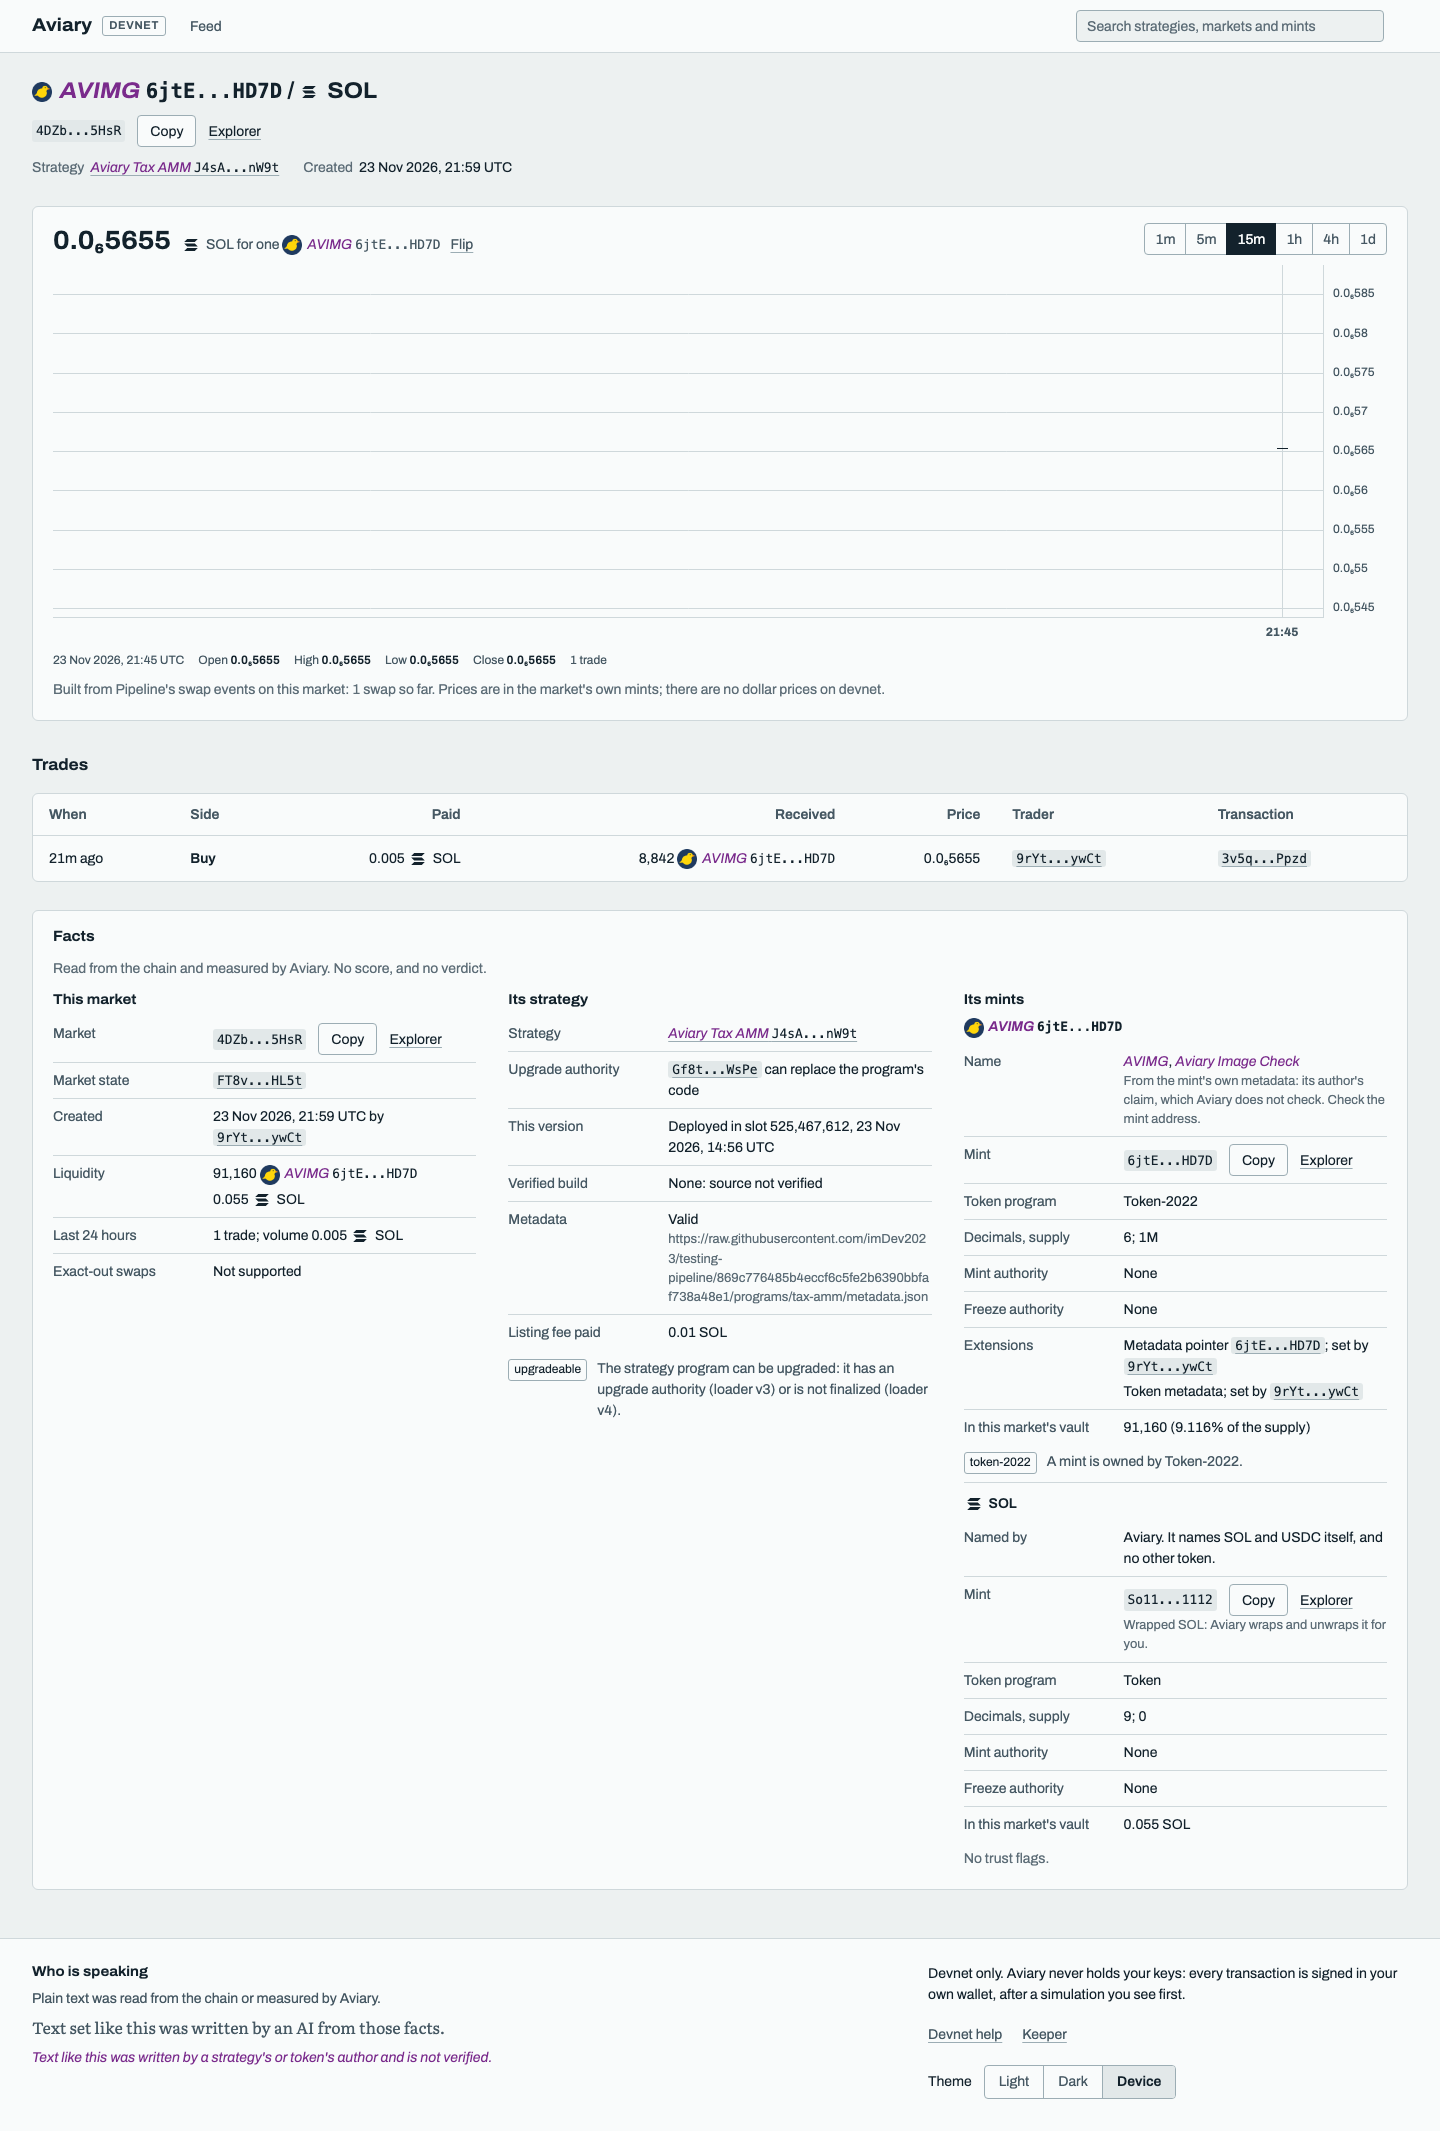 Aviary DEVNET Feed Search strategies, markets and mints
AVIMG 6jtE...HD7D / SOL
4DZb...5HsR Copy Explorer
Strategy Aviary Tax AMM J4sA...nW9t Created 23 Nov 2026, 21:59 UTC
0.0₆5655 SOL for one AVIMG 6jtE...HD7D Flip
1m 5m 15m 1h 4h 1d
0.0₆585
0.0₆58
0.0₆575
0.0₆57
0.0₆565
0.0₆56
0.0₆555
0.0₆55
0.0₆545
21:45
23 Nov 2026, 21:45 UTC Open 0.0₆5655 High 0.0₆5655 Low 0.0₆5655 Close 0.0₆5655 1 trade
Built from Pipeline's swap events on this market: 1 swap so far. Prices are in the market's own mints; there are no dollar prices on devnet.
Trades
When Side Paid Received Price Trader Transaction
21m ago Buy 0.005 SOL 8,842 AVIMG 6jtE...HD7D 0.0₆5655 9rYt...ywCt 3v5q...Ppzd
Facts
Read from the chain and measured by Aviary. No score, and no verdict.
This market
Market 4DZb...5HsR Copy Explorer
Market state FT8v...HL5t
Created 23 Nov 2026, 21:59 UTC by
9rYt...ywCt
Liquidity 91,160 AVIMG 6jtE...HD7D
0.055 SOL
Last 24 hours 1 trade; volume 0.005 SOL
Exact-out swaps Not supported
Its strategy
Strategy Aviary Tax AMM J4sA...nW9t
Upgrade authority Gf8t...WsPe can replace the program's
code
This version Deployed in slot 525,467,612, 23 Nov
2026, 14:56 UTC
Verified build None: source not verified
Metadata Valid
https://raw.githubusercontent.com/imDev202
3/testing-
pipeline/869c776485b4eccf6c5fe2b6390bbfa
f738a48e1/programs/tax-amm/metadata.json
Listing fee paid 0.01 SOL
upgradeable The strategy program can be upgraded: it has an
upgrade authority (loader v3) or is not finalized (loader
v4).
Its mints
AVIMG 6jtE...HD7D
Name AVIMG, Aviary Image Check
From the mint's own metadata: its author's
claim, which Aviary does not check. Check the
mint address.
Mint 6jtE...HD7D Copy Explorer
Token program Token-2022
Decimals, supply 6; 1M
Mint authority None
Freeze authority None
Extensions Metadata pointer 6jtE...HD7D; set by
9rYt...ywCt
Token metadata; set by 9rYt...ywCt
In this market's vault 91,160 (9.116% of the supply)
token-2022 A mint is owned by Token-2022.
SOL
Named by Aviary. It names SOL and USDC itself, and
no other token.
Mint So11...1112 Copy Explorer
Wrapped SOL: Aviary wraps and unwraps it for
you.
Token program Token
Decimals, supply 9; 0
Mint authority None
Freeze authority None
In this market's vault 0.055 SOL
No trust flags.
Who is speaking
Plain text was read from the chain or measured by Aviary.
Text set like this was written by an AI from those facts.
Text like this was written by a strategy's or token's author and is not verified.
Devnet only. Aviary never holds your keys: every transaction is signed in your
own wallet, after a simulation you see first.
Devnet help Keeper
Theme Light Dark Device